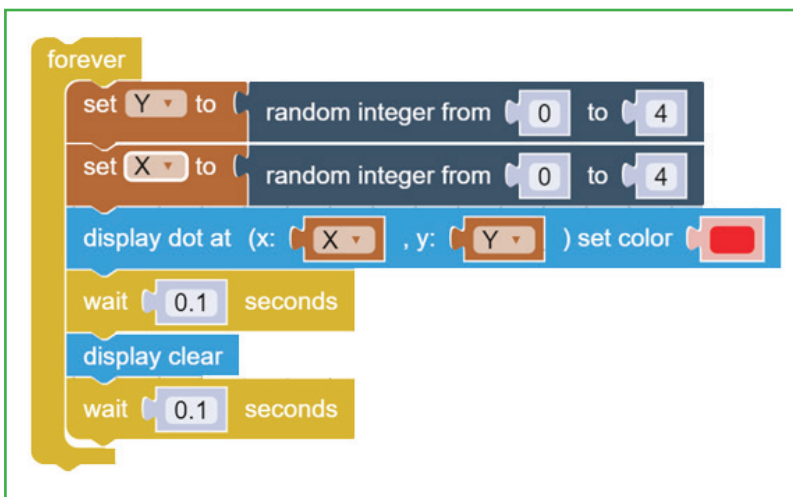 forever
set Y to random integer from 0 to 4
set X to random integer from 0 to 4
display dot at (x: X , y: Y ) set color
wait 0.1 seconds
display clear
wait 0.1 seconds